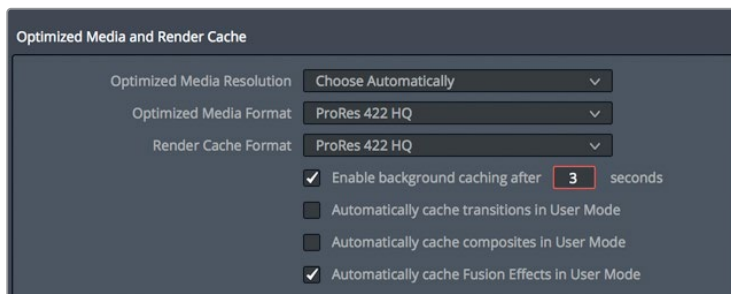 Optimized Media and Render Cache
Optimized Media Resolution Choose Automatically
Optimized Media Format ProRes 422 HQ
Render Cache Format ProRes 422 HQ
Enable background caching after 3 seconds
Automatically cache transitions in User Mode
Automatically cache composites in User Mode
Automatically cache Fusion Effects in User Mode